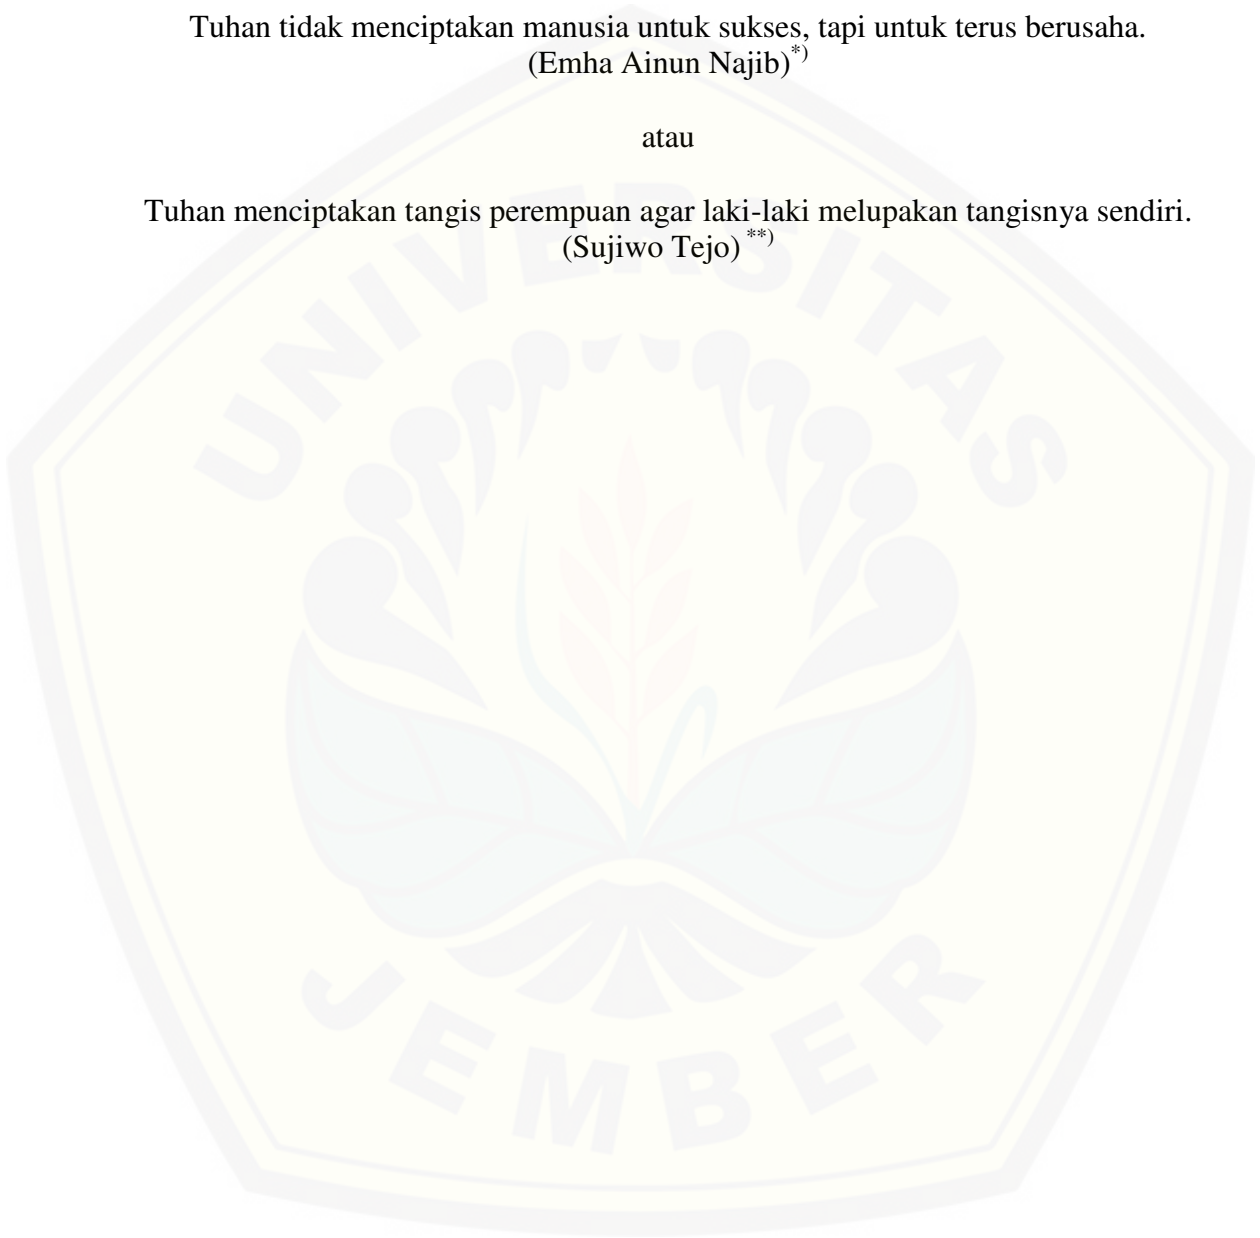 Tuhan tidak menciptakan manusia untuk sukses, tapi untuk terus berusaha.
(Emha Ainun Najib)*)
atau
Tuhan menciptakan tangis perempuan agar laki-laki melupakan tangisnya sendiri.
(Sujiwo Tejo) **)
UNIVERSITAS
JEMBER